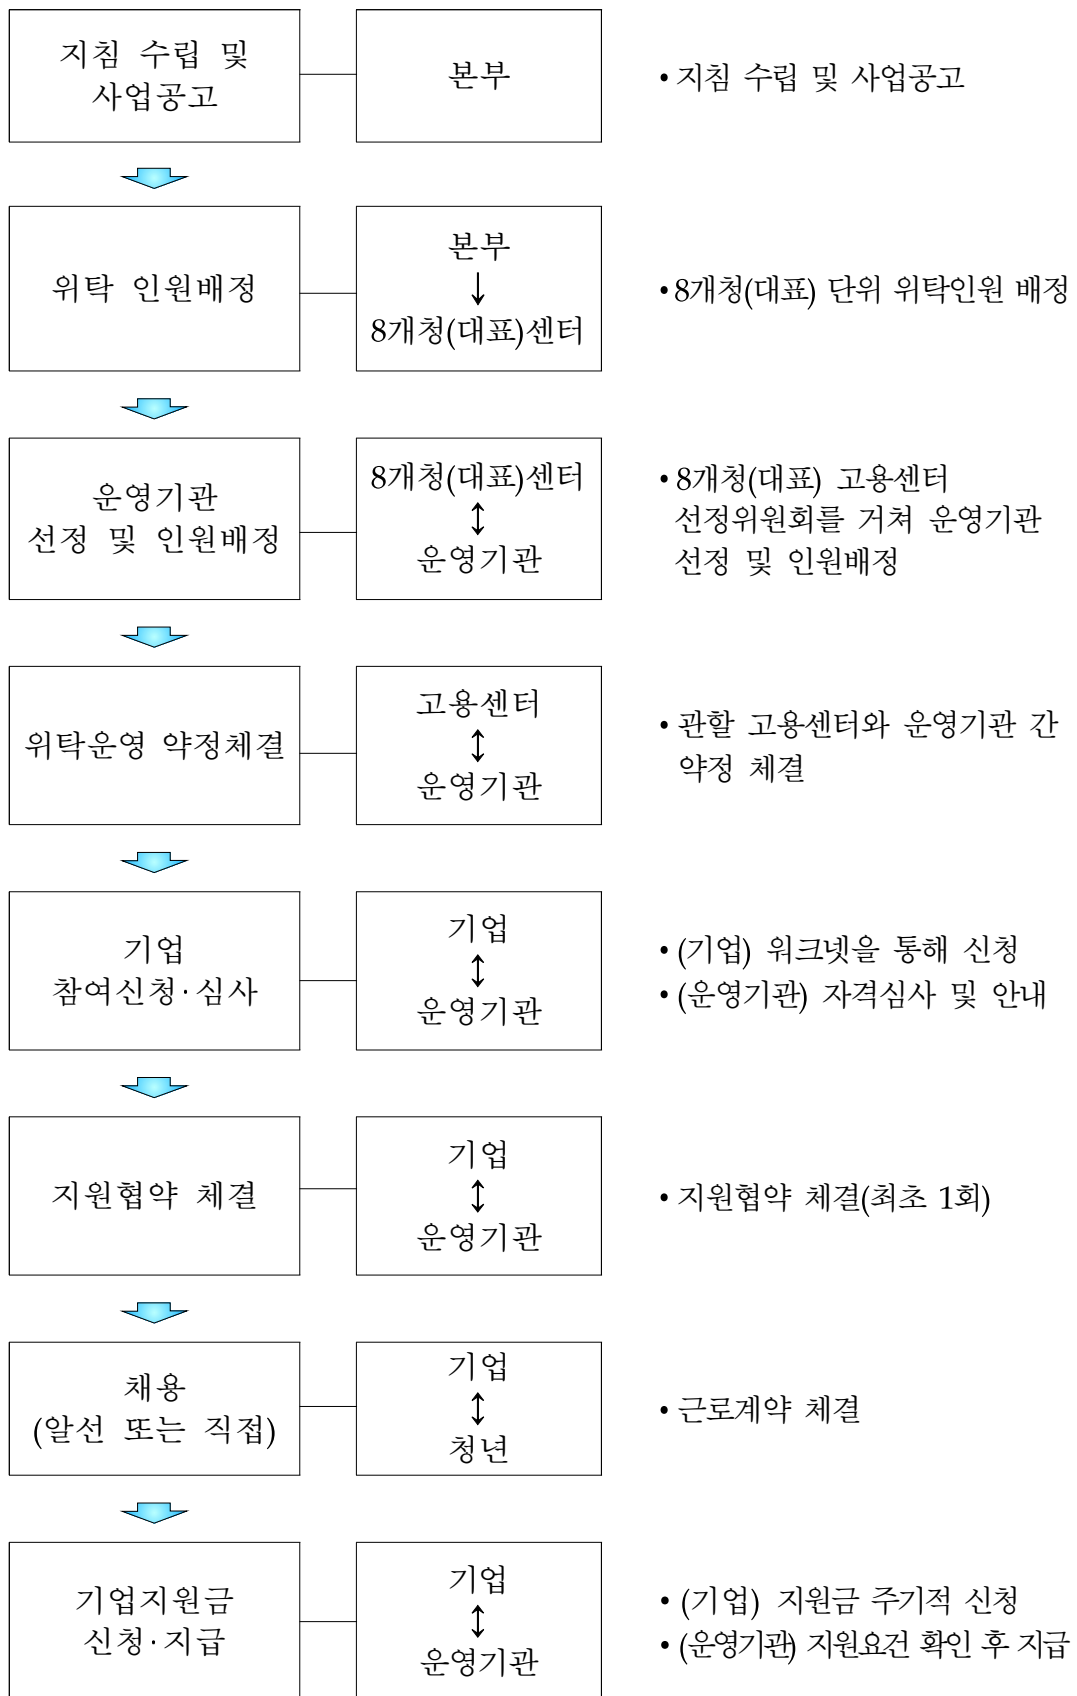 지침 수립 및
사업공고
본부
• 지침 수립 및 사업공고
위탁 인원배정
본부
↓
8개청(대표)센터
• 8개청(대표) 단위 위탁인원 배정
운영기관
선정 및 인원배정
8개청(대표)센터
↕
운영기관
• 8개청(대표) 고용센터
선정위원회를 거쳐 운영기관
선정 및 인원배정
위탁운영 약정체결
고용센터
↕
운영기관
• 관할 고용센터와 운영기관 간
약정 체결
기업
참여신청·심사
기업
↕
운영기관
• (기업) 워크넷을 통해 신청
• (운영기관) 자격심사 및 안내
지원협약 체결
기업
↕
운영기관
• 지원협약 체결(최초 1회)
채용
(알선 또는 직접)
기업
↕
청년
• 근로계약 체결
기업지원금
신청·지급
기업
↕
운영기관
• (기업) 지원금 주기적 신청
• (운영기관) 지원요건 확인 후 지급